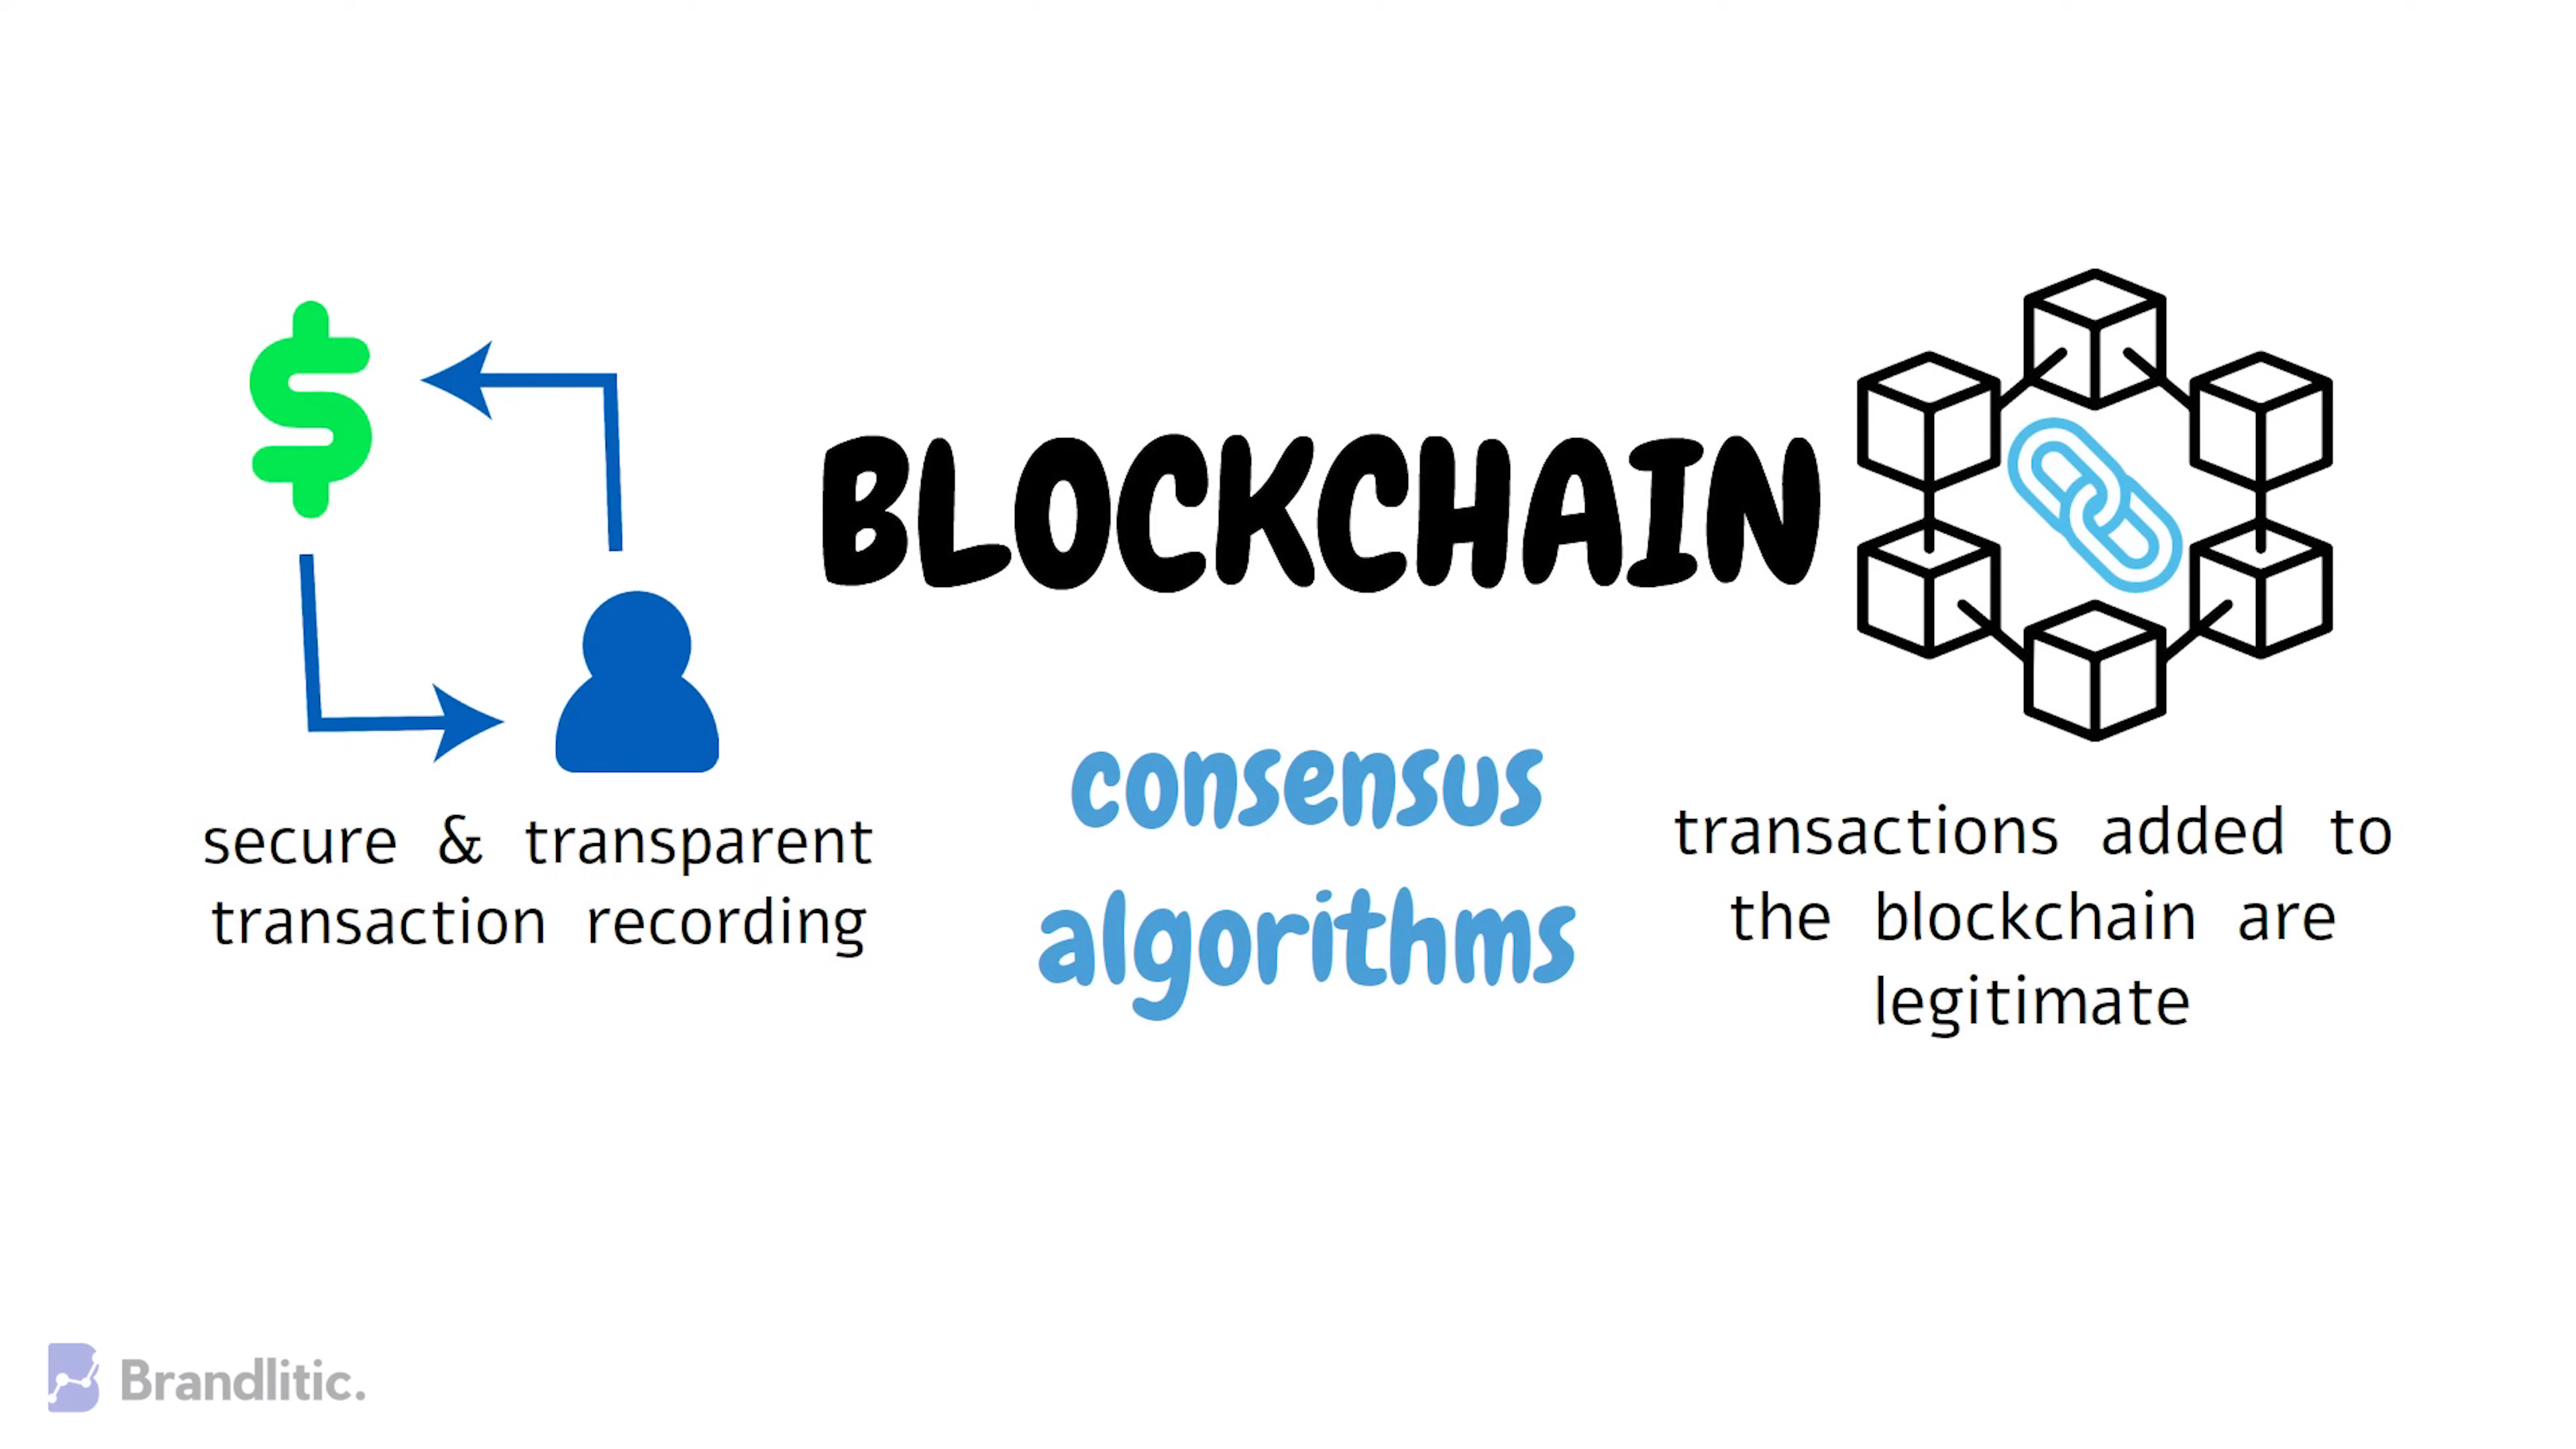 BLOCKCHAIN
secure & transparent
transaction recording
consensus
algorithms
transactions added to
the blockchain are
legitimate
Brandlitic.